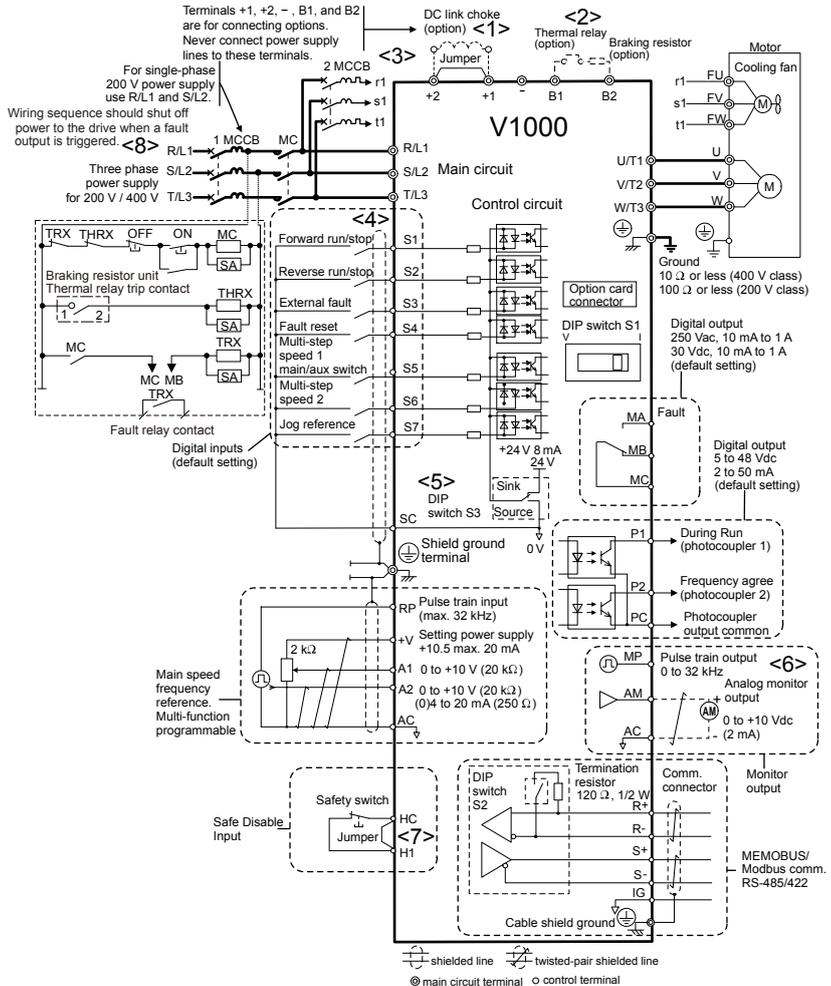 Terminals +1, +2, − , B1, and B2
are for connecting options.
Never connect power supply
lines to these terminals.
DC link choke
(option) <1>
Jumper
+2
+1
<2>
Thermal relay
(option)
Braking resistor
(option)
-
B1
B2
Motor
Cooling fan
r1
FU
s1
FV
t1
FW
M
<3>
2 MCCB
r1
s1
t1
For single-phase
200 V power supply
use R/L1 and S/L2.
Wiring sequence should shut off
power to the drive when a fault
output is triggered. <8>
1 MCCB
MC
R/L1
S/L2
T/L3
Three phase
power supply
for 200 V / 400 V
R/L1
S/L2
T/L3
V1000
Main circuit
Control circuit
U/T1
V/T2
W/T3
U
V
W
M
Ground
10 Ω or less (400 V class)
100 Ω or less (200 V class)
TRX
THRX
OFF
ON
MC
SA
Braking resistor unit
Thermal relay trip contact
1
2
THRX
SA
TRX
SA
MC
MC
MB
TRX
Fault relay contact
<4>
Forward run/stop
S1
Reverse run/stop
S2
External fault
S3
Fault reset
S4
Multi-step
speed 1
main/aux switch
S5
Multi-step
speed 2
S6
Jog reference
S7
Digital inputs
(default setting)
Option card
connector
DIP switch S1
V
Digital output
250 Vac, 10 mA to 1 A
30 Vdc, 10 mA to 1 A
(default setting)
MA
Fault
MB
MC
+24 V 8 mA
24 V
<5>
DIP
switch S3
Sink
Source
SC
0 V
Shield ground
terminal
Digital output
5 to 48 Vdc
2 to 50 mA
(default setting)
P1
During Run
(photocoupler 1)
P2
Frequency agree
(photocoupler 2)
PC
Photocoupler
output common
RP
Pulse train input
(max. 32 kHz)
+V
Setting power supply
+10.5 max. 20 mA
2 kΩ
A1
0 to +10 V (20 kΩ)
A2
0 to +10 V (20 kΩ)
(0)4 to 20 mA (250 Ω)
AC
Main speed
frequency
reference.
Multi-function
programmable
MP
Pulse train output
0 to 32 kHz
<6>
AM
Analog monitor
output
+
AM
0 to +10 Vdc
(2 mA)
AC
−
Monitor
output
Safe Disable
Input
Safety switch
HC
Jumper
<7>
H1
DIP
switch
S2
Termination
resistor
120 Ω, 1/2 W
Comm.
connector
R+
R-
S+
S-
IG
Cable shield ground
MEMOBUS/
Modbus comm.
RS-485/422
shielded line
twisted-pair shielded line
main circuit terminal
control terminal